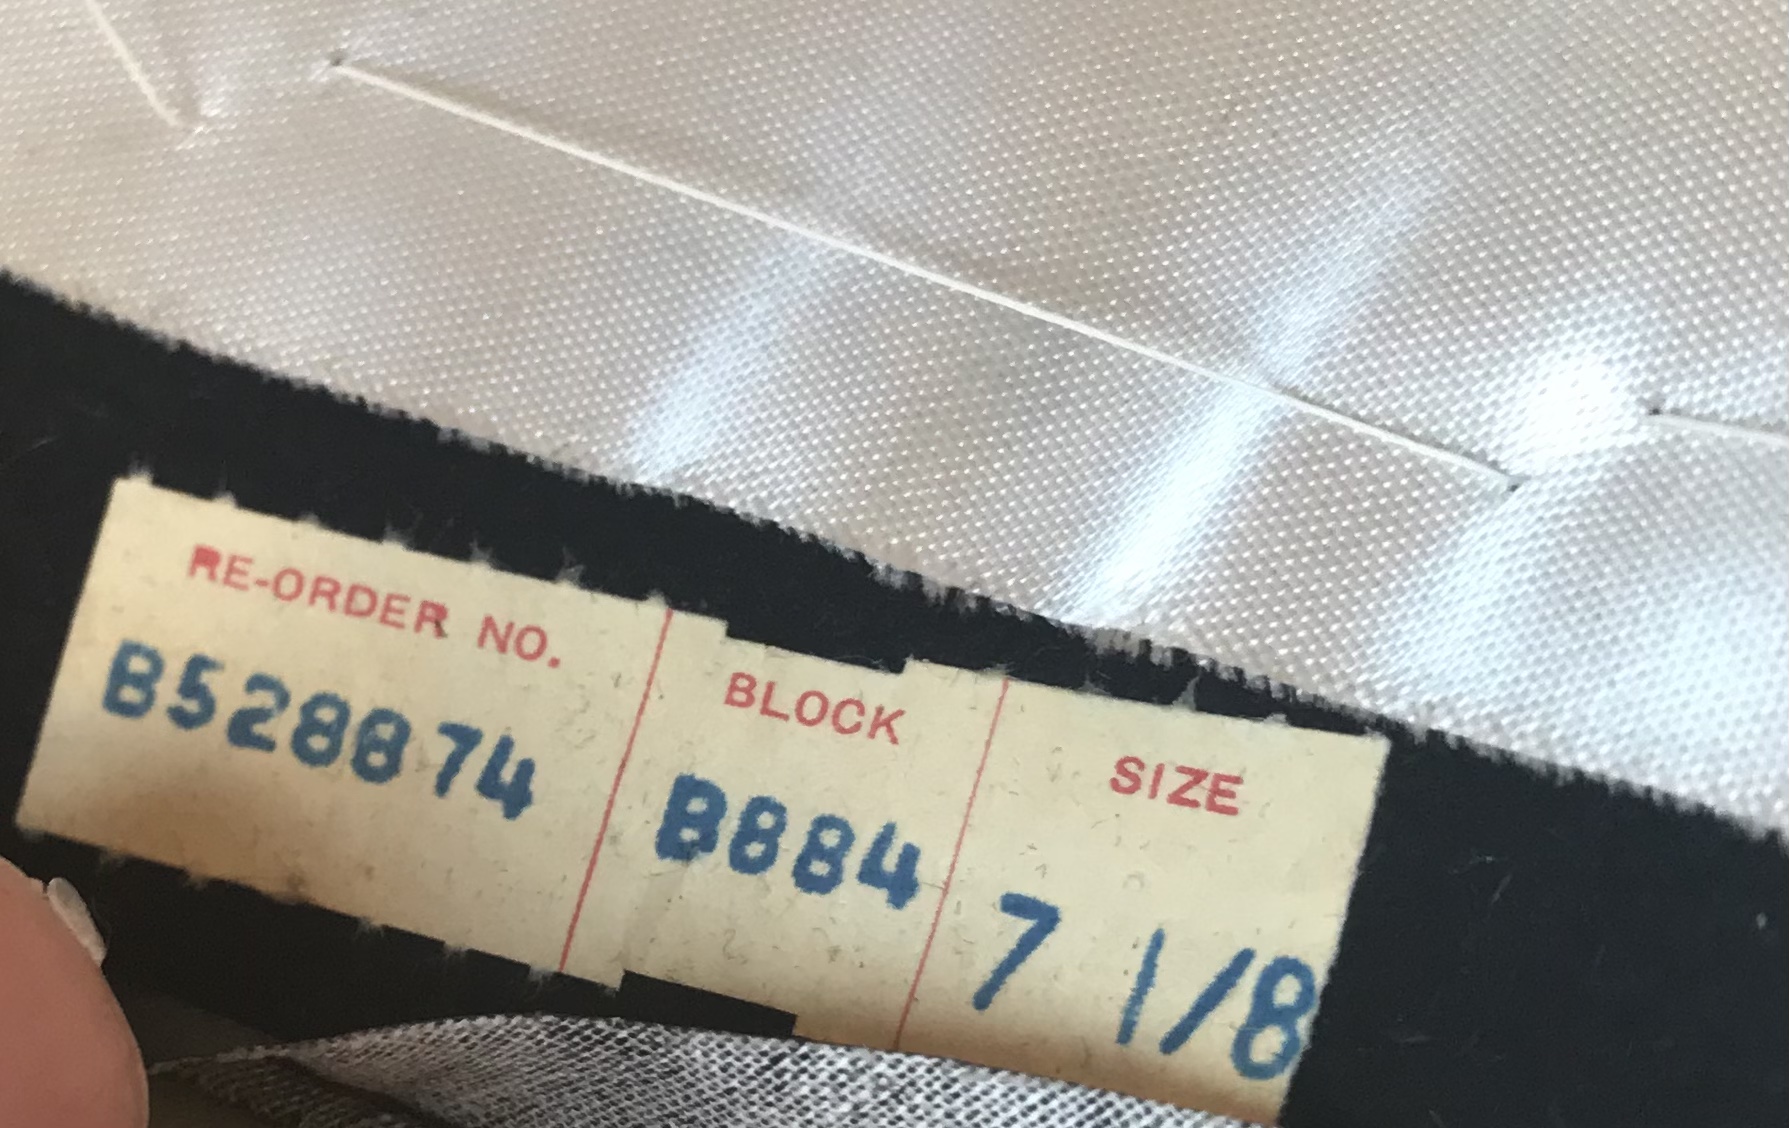 RE-ORDER NO.
B528874
BLOCK
B884
SIZE
7 1/8